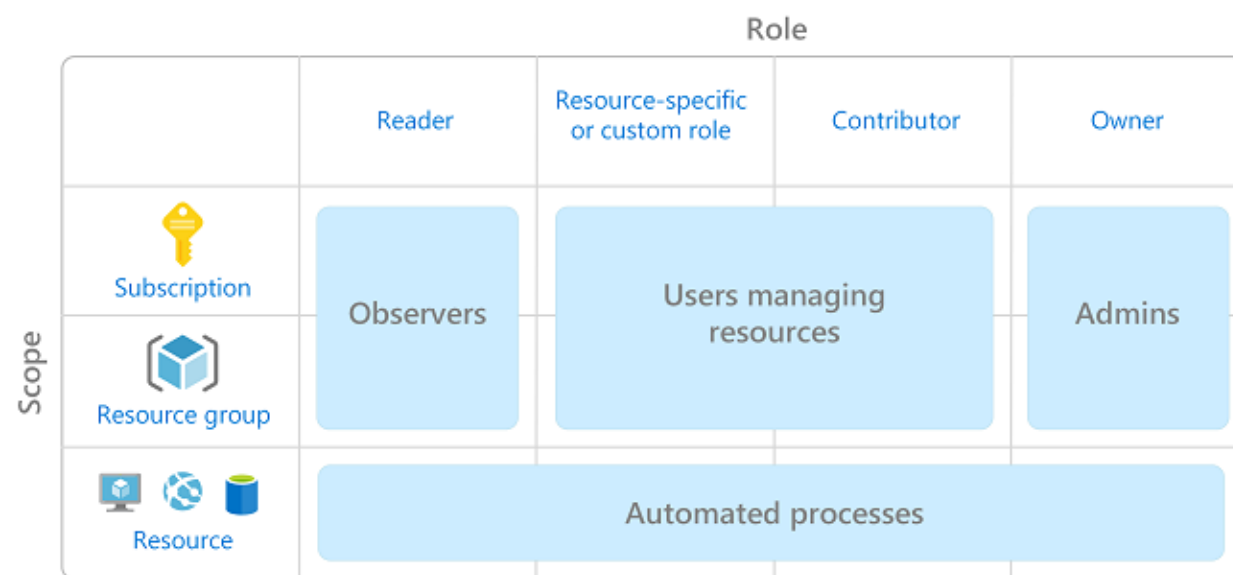 Role
Reader
Resource-specific
or custom role
Contributor
Owner
Scope
Subscription
Observers
Users managing
resources
Admins
Resource group
Resource
Automated processes